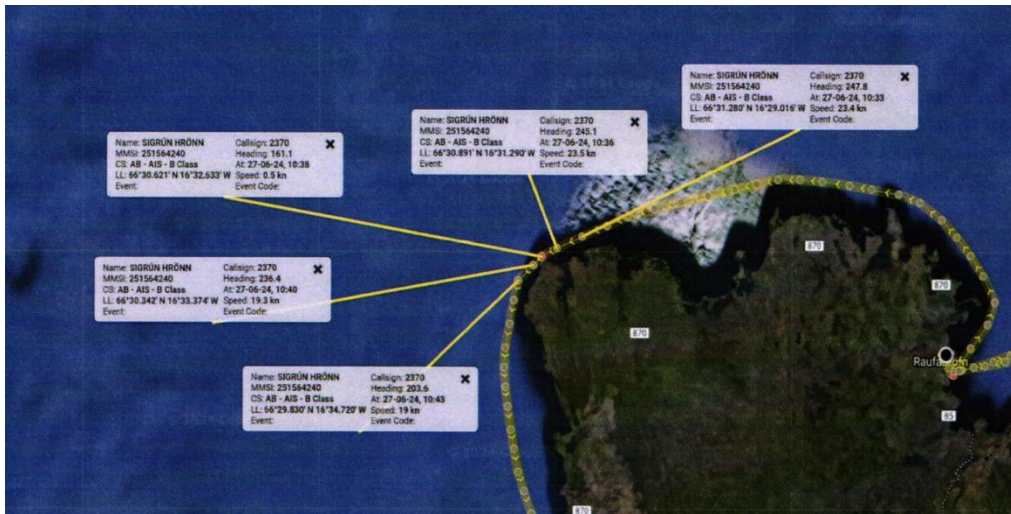 Name: SIGRÚN HRÖNN Callsign: 2370
MMSI: 251564240 Heading: 247.8
CS: AB - AIS - B Class At: 27-06-24, 10:33
LL: 66°31.280' N 16°29.016' W Speed: 23.4 kn
Event: Event Code:
Name: SIGRÚN HRÖNN Callsign: 2370
MMSI: 251564240 Heading: 245.1
CS: AB - AIS - B Class At: 27-06-24, 10:36
LL: 66°30.891' N 16°31.290' W Speed: 23.5 kn
Event: Event Code:
Name: SIGRÚN HRÖNN Callsign: 2370
MMSI: 251564240 Heading: 161.1
CS: AB - AIS - B Class At: 27-06-24, 10:38
LL: 66°30.621' N 16°32.633' W Speed: 0.5 kn
Event: Event Code:
Name: SIGRÚN HRÖNN Callsign: 2370
MMSI: 251564240 Heading: 236.4
CS: AB - AIS - B Class At: 27-06-24, 10:40
LL: 66°30.342' N 16°33.374' W Speed: 19.3 kn
Event: Event Code:
Name: SIGRÚN HRÖNN Callsign: 2370
MMSI: 251564240 Heading: 203.6
CS: AB - AIS - B Class At: 27-06-24, 10:43
LL: 66°29.830' N 16°34.720' W Speed: 19 kn
Event: Event Code:
870
870
870
85
870